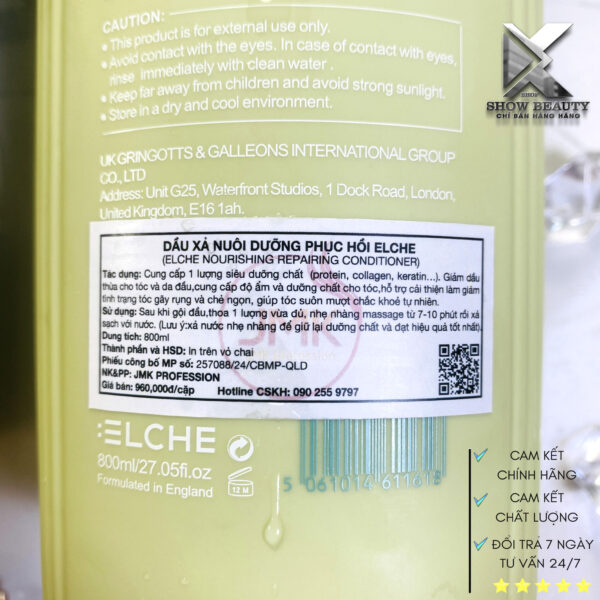 CAUTION:
• This product is for external use only.
• Avoid contact with the eyes. In case of contact with eyes,
rinse immediately with clean water.
• Keep far away from children and avoid strong sunlight.
• Store in a dry and cool environment.
UK GRINGOTTS & GALLEONS INTERNATIONAL GROUP
CO., LTD
Address: Unit G25, Waterfront Studios, 1 Dock Road, London,
United Kingdom, E16 1ah.
DẦU XẢ NUÔI DƯỠNG PHỤC HỒI ELCHE
(ELCHE NOURISHING REPAIRING CONDITIONER)
Tác dụng: Cung cấp 1 lượng siêu dưỡng chất (protein, collagen, keratin...). Giảm dầu
thừa cho tóc và da đầu,cung cấp độ ẩm và dưỡng chất cho tóc,hỗ trợ cải thiện làm giảm
tình trạng tóc gãy rụng và chẻ ngọn, giúp tóc suôn mượt chắc khoẻ tự nhiên.
Sử dụng: Sau khi gội đầu,thoa 1 lượng vừa đủ, nhẹ nhàng massage từ 7-10 phút rồi xả
sạch với nước. (Lưu ý:xả nước nhẹ nhàng để giữ lại dưỡng chất và đạt hiệu quả tốt nhất).
Dung tích: 800ml
Thành phần và HSD: In trên vỏ chai
Phiếu công bố MP số: 257088/24/CBMP-QLD
NK&PP: JMK PROFESSION
Giá bán: 960,000đ/cặp Hotline CSKH: 090 255 9797
JMK
ELCHE
800ml/27.05fl.oz
Formulated in England
12 M
5 061014 611618
SHOP
SHOW BEAUTY
CHỈ BÁN HÀNG HÃNG
CAM KẾT
CHÍNH HÃNG
CAM KẾT
CHẤT LƯỢNG
ĐỔI TRẢ 7 NGÀY
TƯ VẤN 24/7